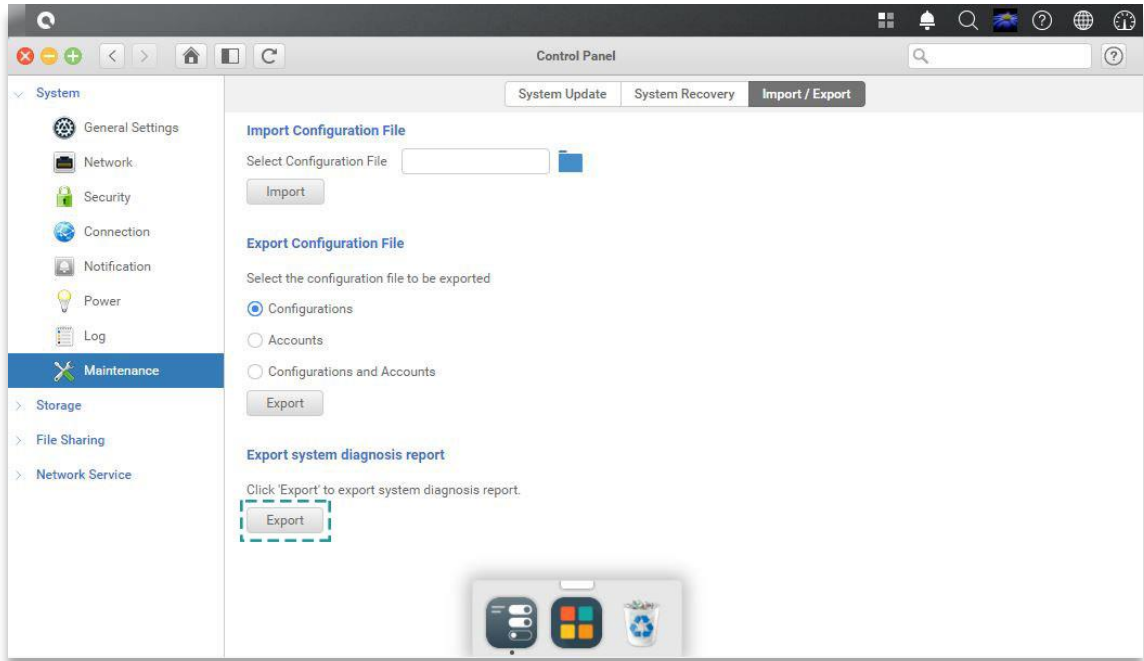 Control Panel
System
General Settings
Network
Security
Connection
Notification
Power
Log
Maintenance
Storage
File Sharing
Network Service
System Update System Recovery Import / Export
Import Configuration File
Select Configuration File
Import
Export Configuration File
Select the configuration file to be exported
Configurations
Accounts
Configurations and Accounts
Export
Export system diagnosis report
Click 'Export' to export system diagnosis report.
Export